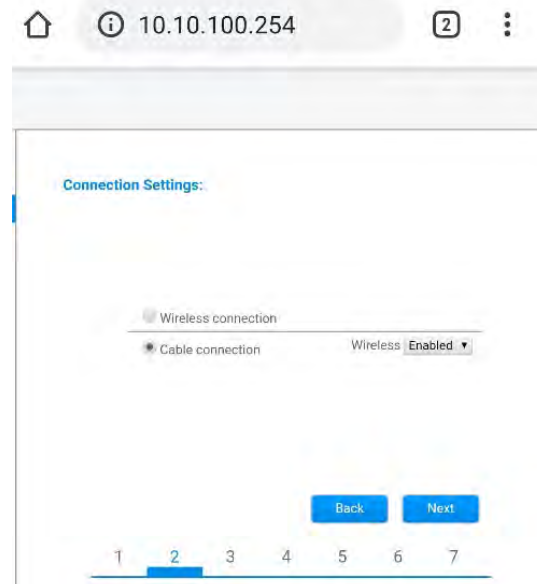 10.10.100.254
2
Connection Settings:
Wireless connection
Cable connection Wireless Enabled
Back Next
1 2 3 4 5 6 7